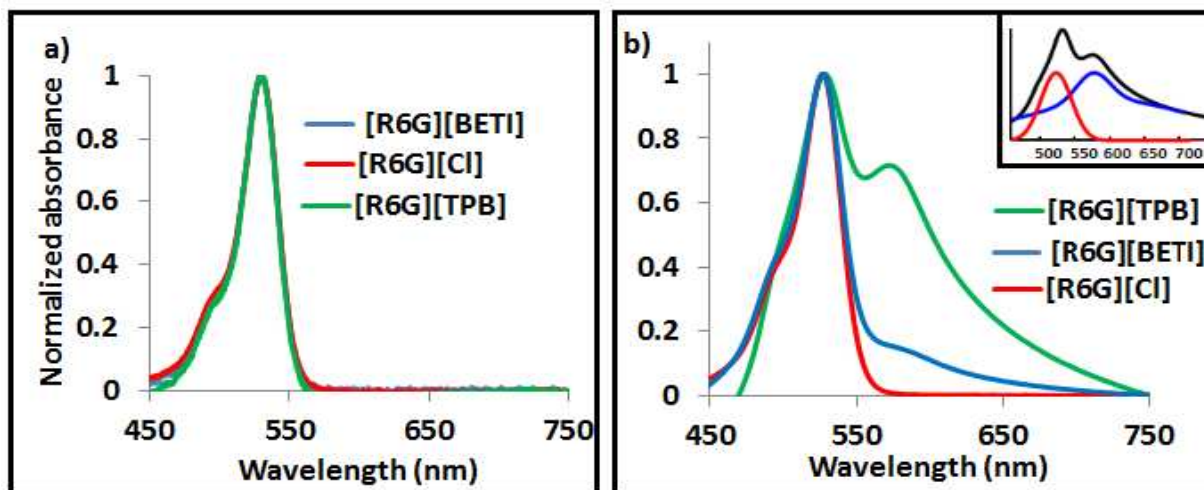 a)
Normalized absorbance
1
0.8
0.6
0.4
0.2
0
[R6G][BETI]
[R6G][Cl]
[R6G][TPB]
450 550 650 750
Wavelength (nm)
b)
1
0.8
0.6
0.4
0.2
0
500 550 600 650 700
[R6G][TPB]
[R6G][BETI]
[R6G][Cl]
450 550 650 750
Wavelength (nm)